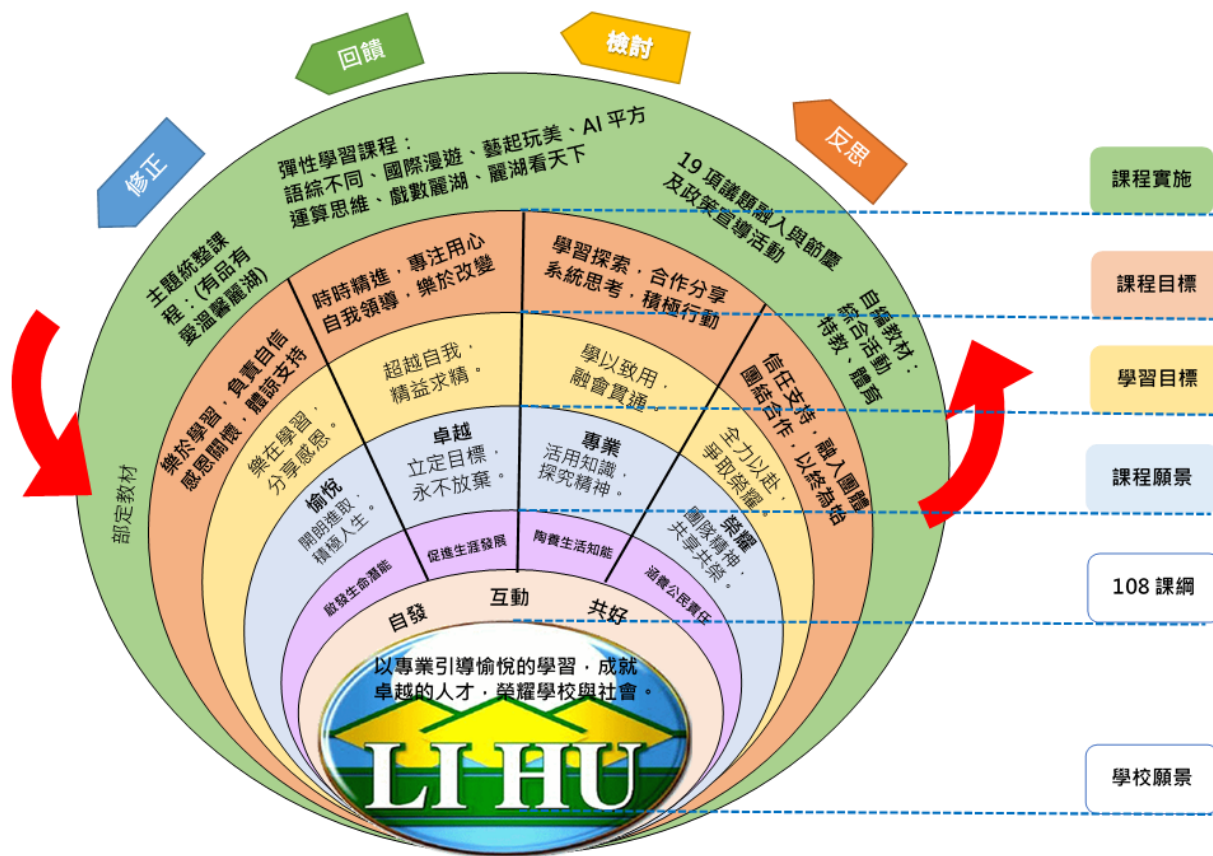 修正
回饋
檢討
反思
彈性學習課程：
語綜不同、國際漫遊、藝起玩美、AI 平方
運算思維、戲數麗湖、麗湖看天下
19 項議題融入與節慶
及政策宣導活動
主題統整課
程：(有品有
愛溫馨麗湖)
自編教材：
綜合活動
特教、體育
部定教材
樂於學習，負責自信
感恩關懷，體諒支持
時時精進，專注用心
自我領導，樂於改變
學習探索，合作分享
系統思考，積極行動
信任支持，融入團體
團結合作，以終為始
樂在學習，
分享感恩。
超越自我，
精益求精。
學以致用，
融會貫通。
全力以赴，
爭取榮耀。
愉悅
開朗進取，
積極人生。
卓越
立定目標，
永不放棄。
專業
活用知識，
探究精神。
榮耀
團隊精神，
共享共榮。
啟發生命潛能
促進生涯發展
陶養生活知能
涵養公民責任
自發
互動
共好
以專業引導愉悅的學習，成就
卓越的人才，榮耀學校與社會。
LI HU
課程實施
課程目標
學習目標
課程願景
108 課綱
學校願景